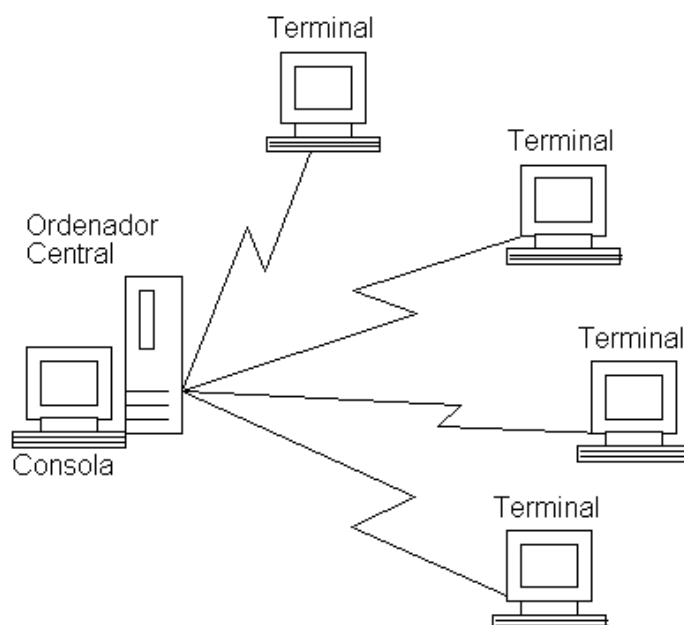 Terminal
Terminal
Ordenador
Central
Terminal
Consola
Terminal